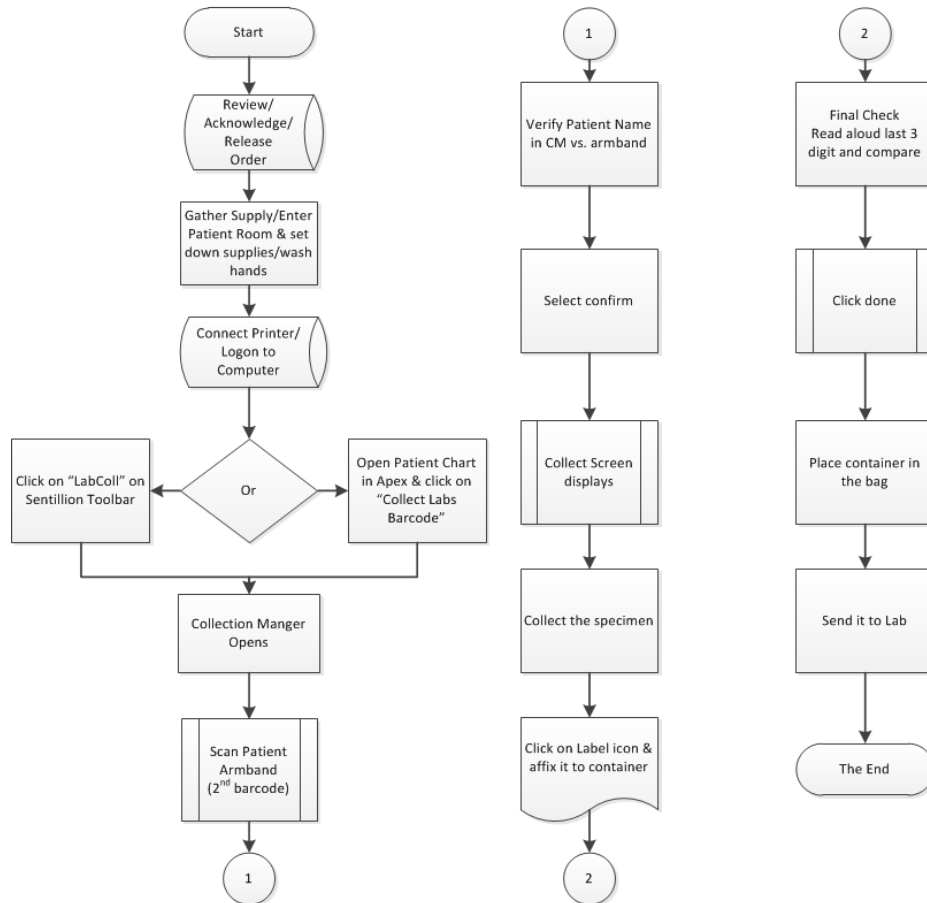 Start
Review/
Acknowledge/
Release
Order
Gather Supply/Enter
Patient Room & set
down supplies/wash
hands
Connect Printer/
Logon to
Computer
Click on “LabColl” on
Sentillion Toolbar
Or
Open Patient Chart
in Apex & click on
“Collect Labs
Barcode”
Collection Manger
Opens
Scan Patient
Armband
(2nd barcode)
1
1
Verify Patient Name
in CM vs. armband
Select confirm
Collect Screen
displays
Collect the specimen
Click on Label icon &
affix it to container
2
2
Final Check
Read aloud last 3
digit and compare
Click done
Place container in
the bag
Send it to Lab
The End